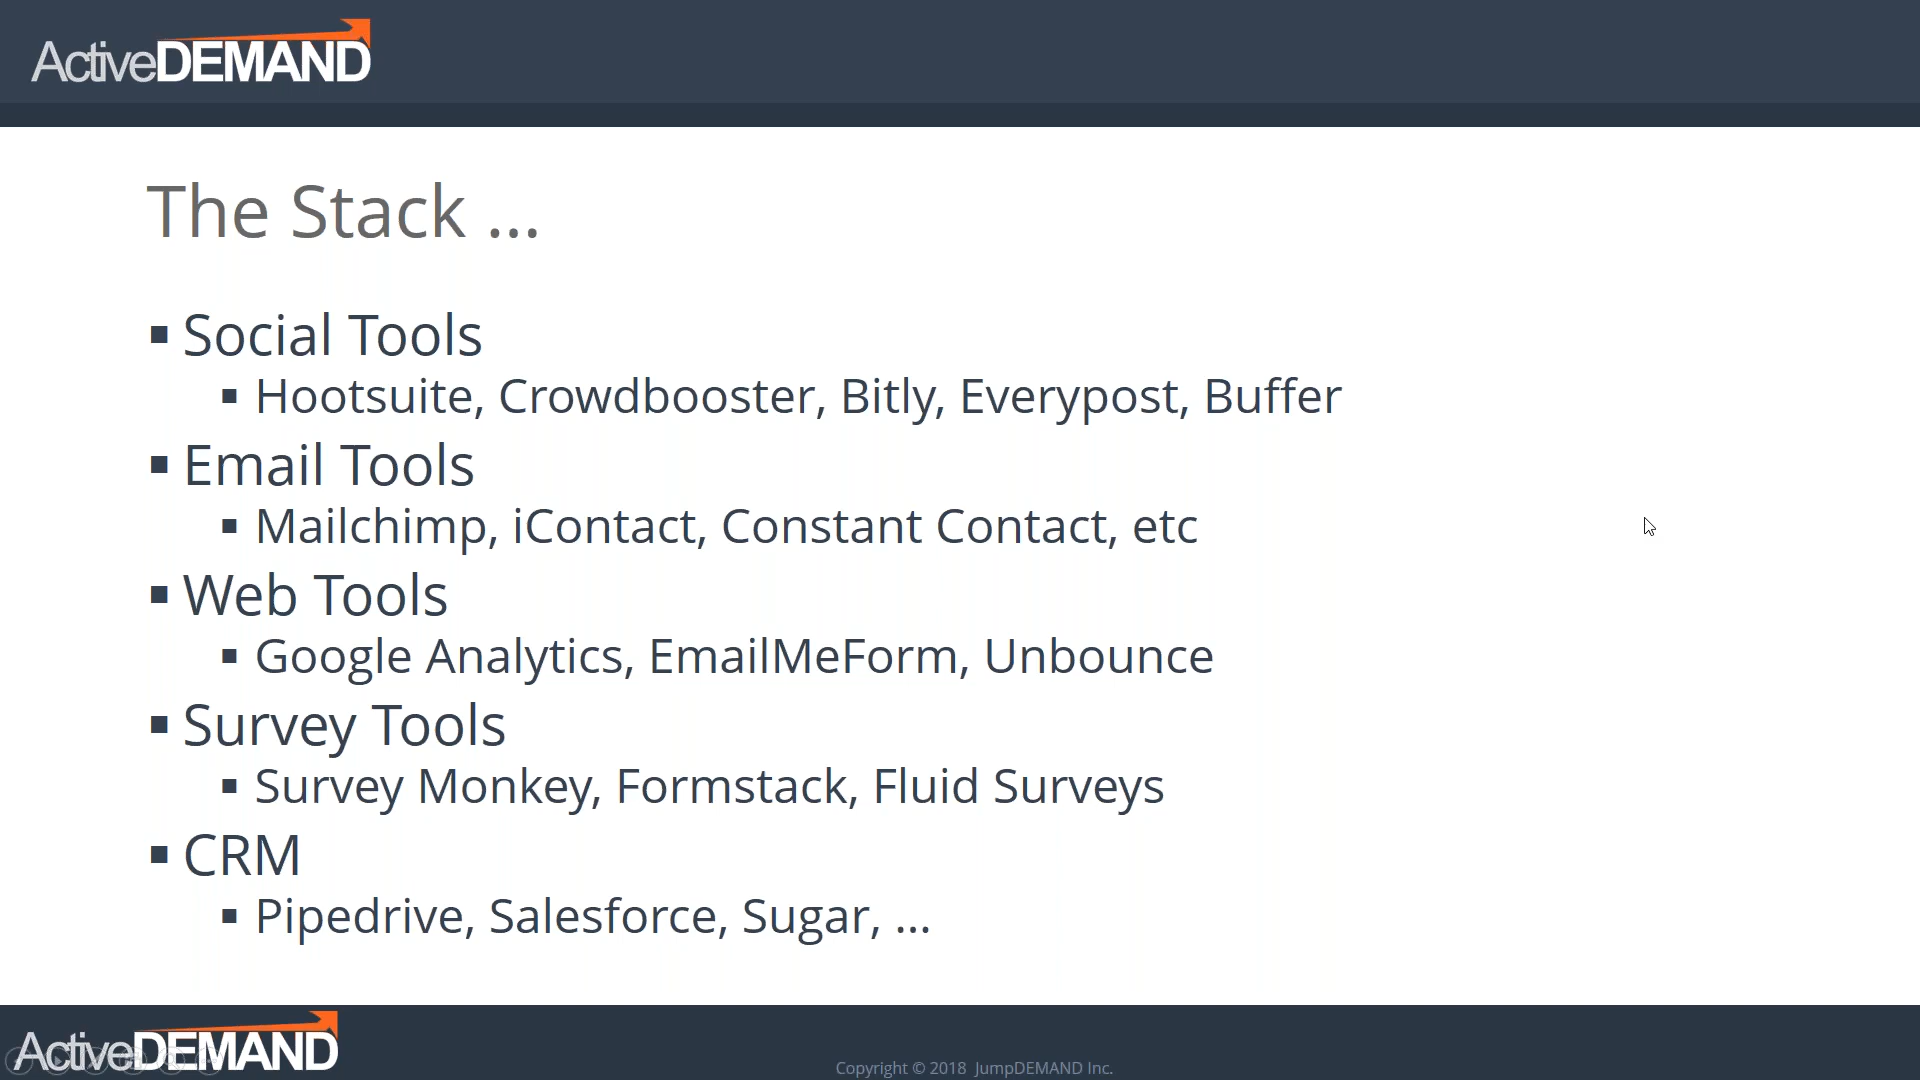 ActiveDEMAND
The Stack ...
▪ Social Tools
▪ Hootsuite, Crowdbooster, Bitly, Everypost, Buffer
▪ Email Tools
▪ Mailchimp, iContact, Constant Contact, etc
▪ Web Tools
▪ Google Analytics, EmailMeForm, Unbounce
▪ Survey Tools
▪ Survey Monkey, Formstack, Fluid Surveys
▪ CRM
▪ Pipedrive, Salesforce, Sugar, ...
ActiveDEMAND
Copyright © 2018 JumpDEMAND Inc.